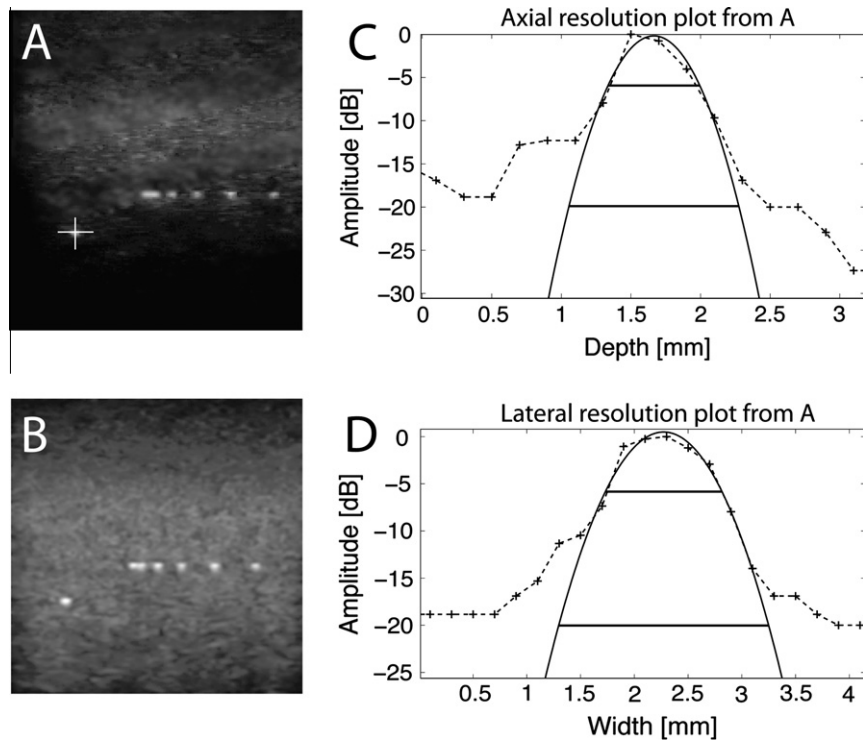 A
B
C
Axial resolution plot from A
Amplitude [dB]
0
−5
−10
−15
−20
−25
−30
0
0.5
1
1.5
2
2.5
3
Depth [mm]
D
Lateral resolution plot from A
Amplitude [dB]
0
−5
−10
−15
−20
−25
0.5
1
1.5
2
2.5
3
3.5
4
Width [mm]